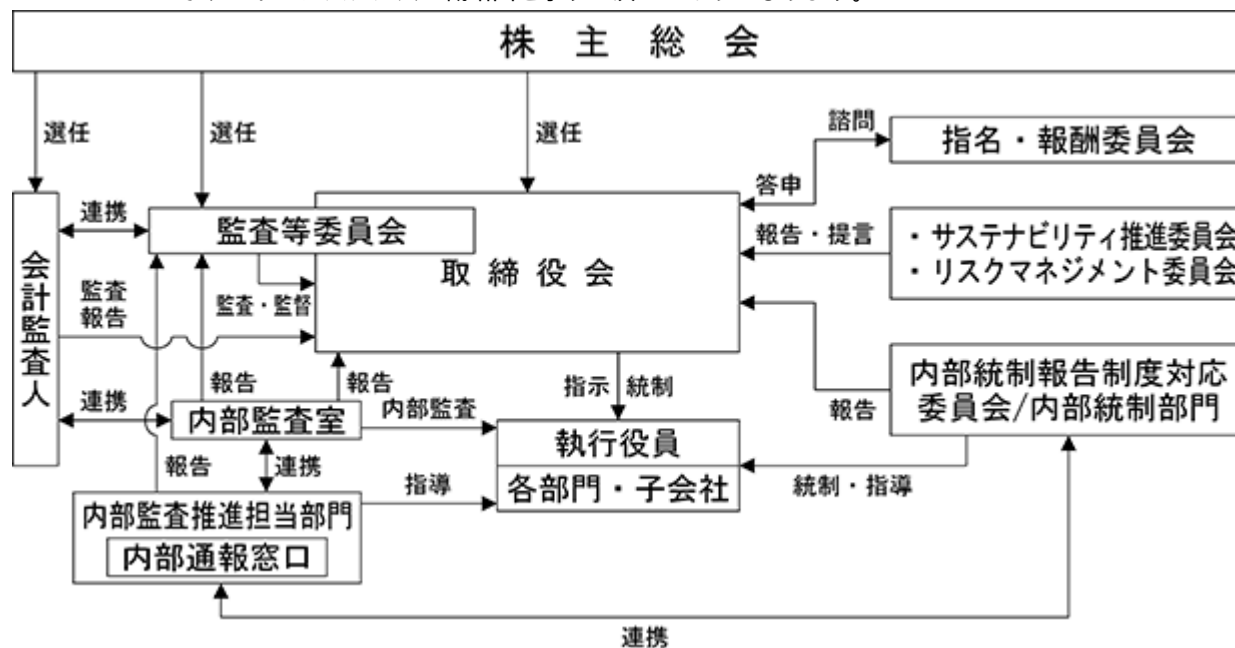 株主総会
選任
選任
選任
諮問
指名・報酬委員会
答申
連携
監査等委員会
報告・提言
・サステナビリティ推進委員会
・リスクマネジメント委員会
取締役会
会計監査人
監査
報告
監査・監督
報告
報告
指示
統制
報告
内部統制報告制度対応
委員会/内部統制部門
連携
内部監査室
内部監査
執行役員
報告
連携
指導
各部門・子会社
統制・指導
内部監査推進担当部門
内部通報窓口
連携